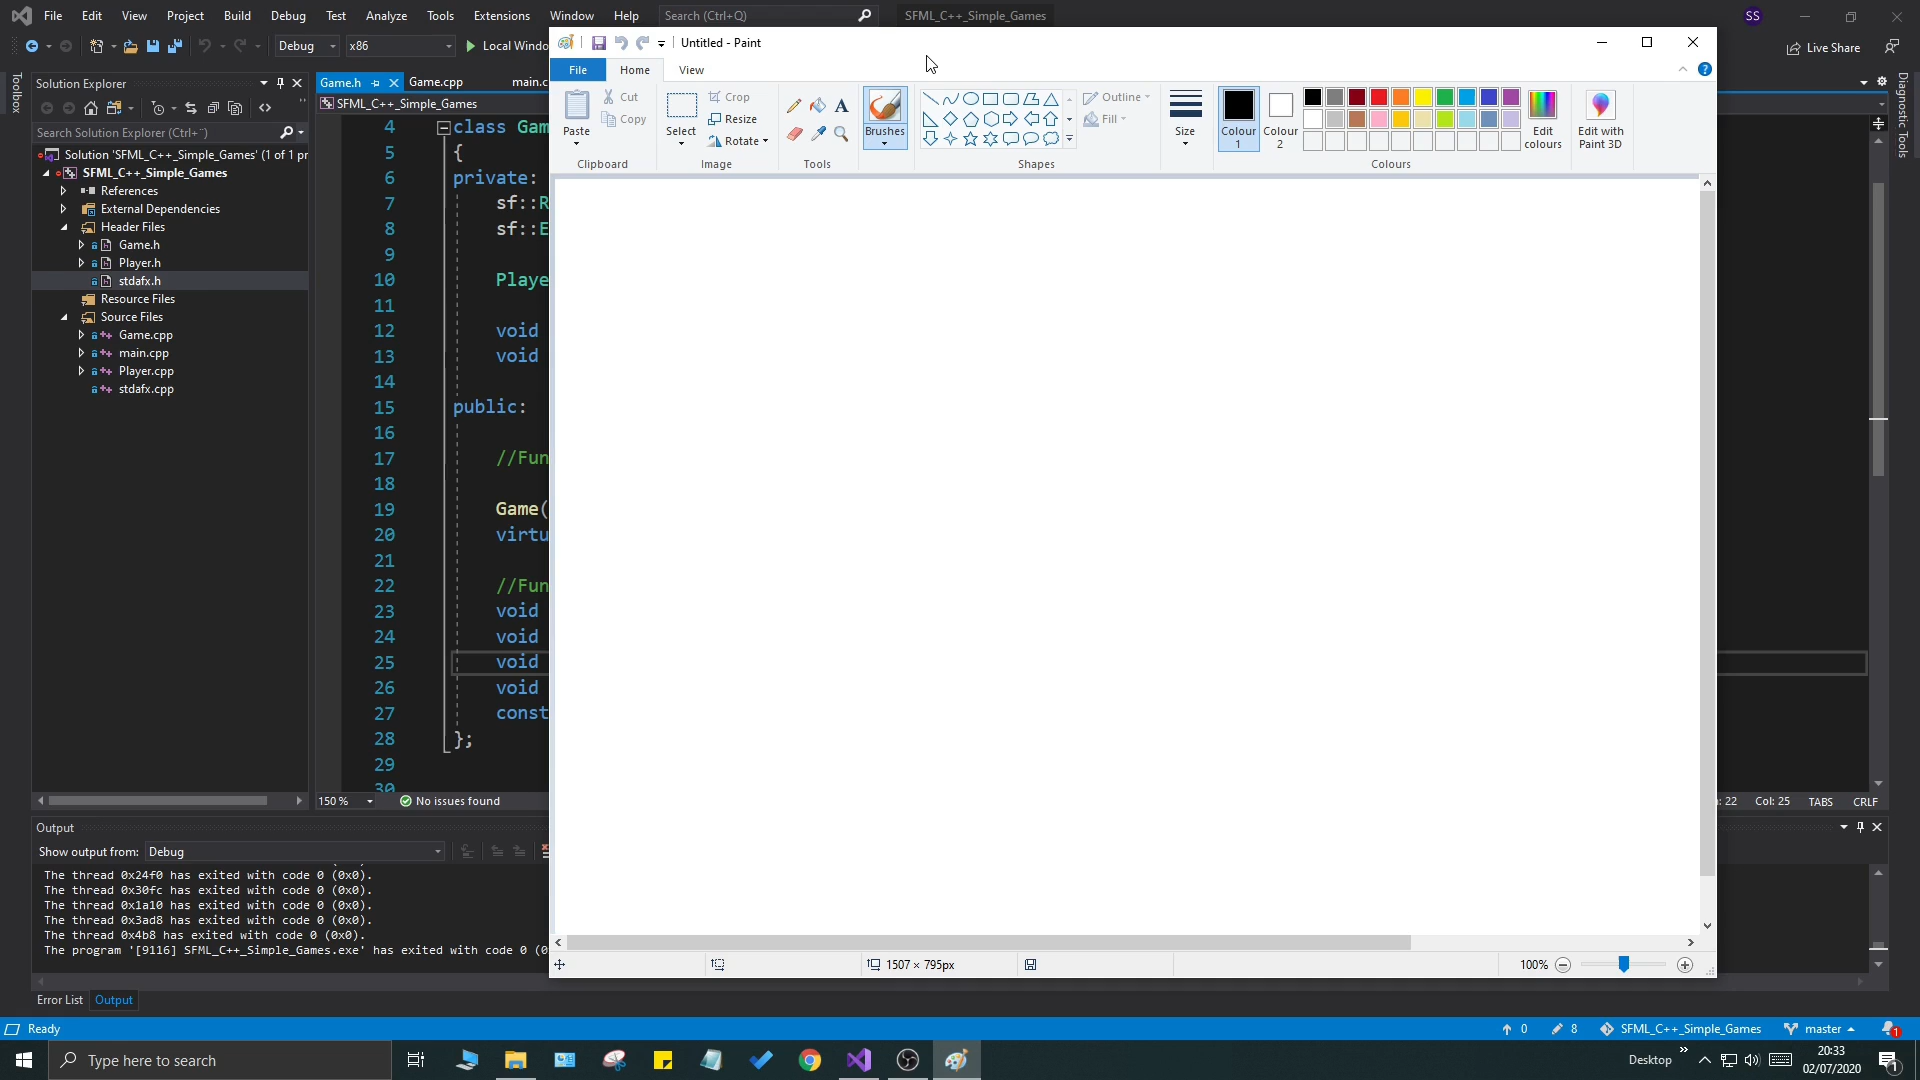 File Edit View Project Build Debug Test Analyze Tools Extensions Window Help Search (Ctrl+Q) SFML_C++_Simple_Games SS
Debug x86 Local Windo Live Share
Untitled - Paint
File Home View
Paste Cut Copy Clipboard
Select Crop Resize Rotate Image
Tools
Brushes
Shapes
Outline
Fill
Size
Colour 1
Colour 2
Colours
Edit colours
Edit with Paint 3D
Toolbox
Solution Explorer
Search Solution Explorer (Ctrl+¨)
Solution 'SFML_C++_Simple_Games' (1 of 1 pr
SFML_C++_Simple_Games
References
External Dependencies
Header Files
Game.h
Player.h
stdafx.h
Resource Files
Source Files
Game.cpp
main.cpp
Player.cpp
stdafx.cpp
Game.h Game.cpp main.c
SFML_C++_Simple_Games
4 class Gam
5 {
6 private:
7 sf::R
8 sf::E
9
10 Playe
11
12 void
13 void
14
15 public:
16
17 //Fun
18
19 Game(
20 virtu
21
22 //Fun
23 void
24 void
25 void
26 void
27 const
28 };
29
30
150 % No issues found
: 22 Col: 25 TABS CRLF
1507 × 795px 100%
Diagnostic Tools
Output
Show output from: Debug
The thread 0x24f0 has exited with code 0 (0x0).
The thread 0x30fc has exited with code 0 (0x0).
The thread 0x1a10 has exited with code 0 (0x0).
The thread 0x3ad8 has exited with code 0 (0x0).
The thread 0x4b8 has exited with code 0 (0x0).
The program '[9116] SFML_C++_Simple_Games.exe' has exited with code 0 (0
Error List Output
Ready 0 8 SFML_C++_Simple_Games master 1
Type here to search Desktop 20:33
02/07/2020 1